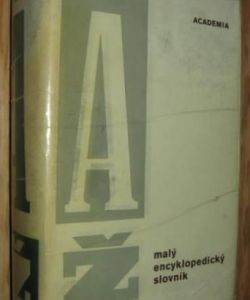 ACADEMIA
A
Ž
malý
encyklopedický
slovník